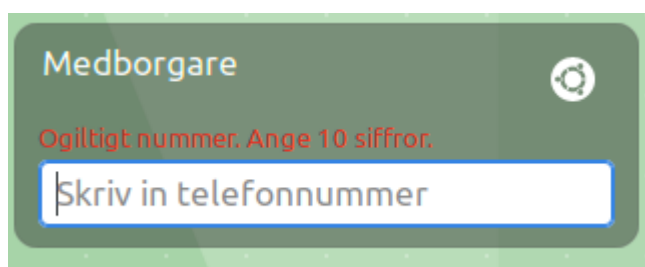 Medborgare
Ogiltigt nummer. Ange 10 siffror.
Skriv in telefonnummer